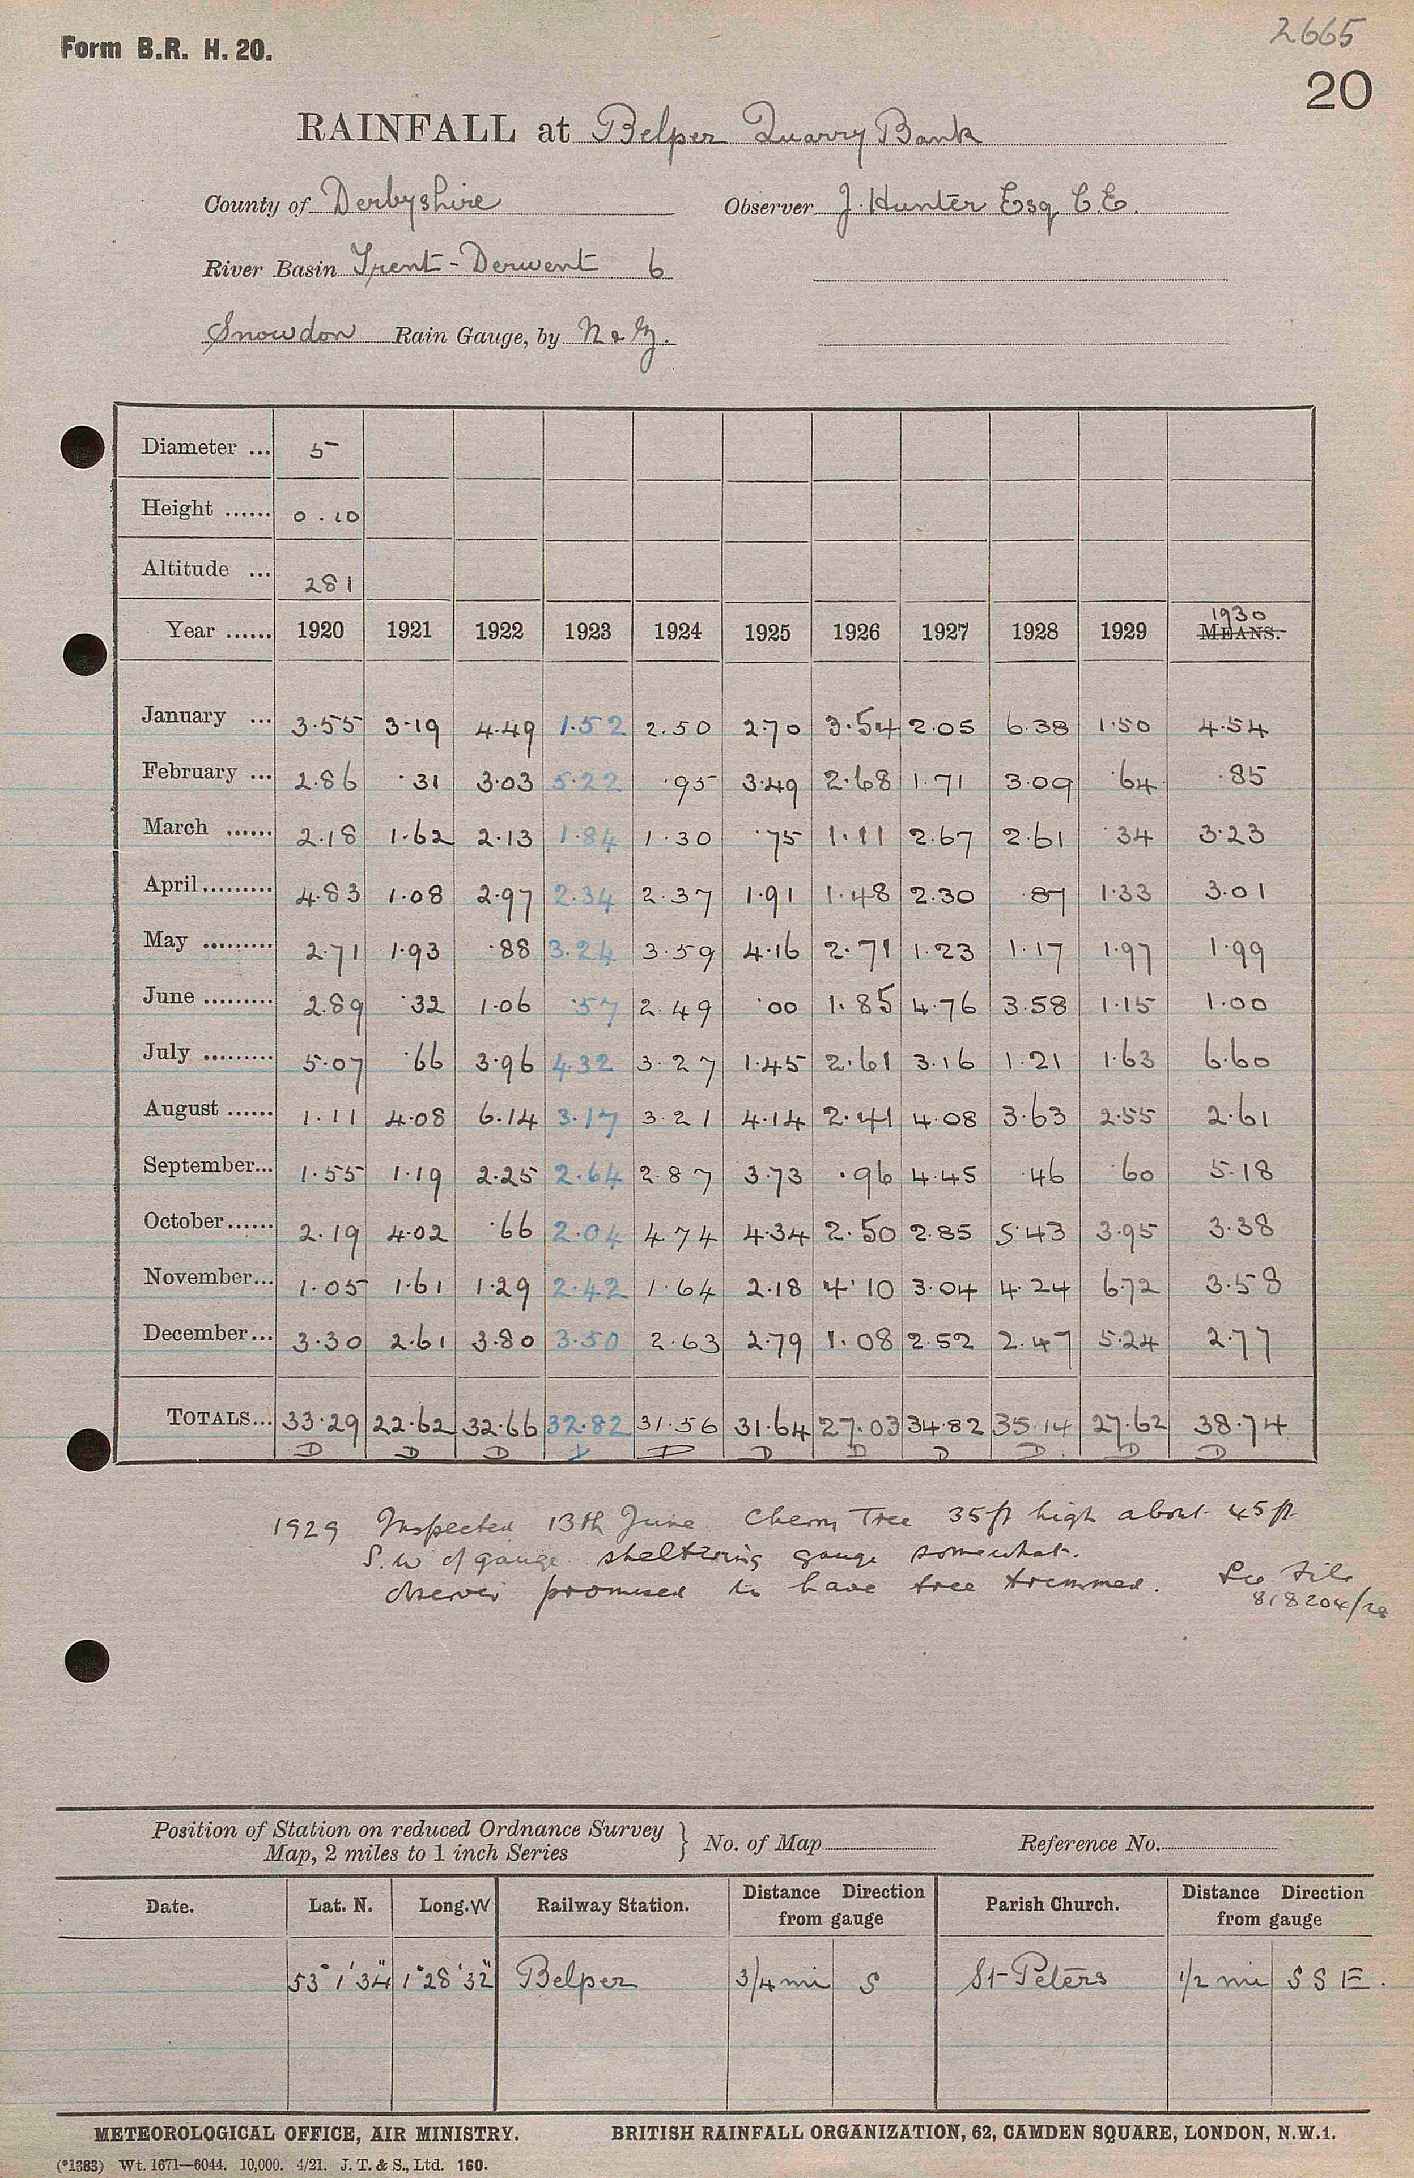 2665
Form B.R. H. 20.
20
RAINFALL at Belper Quarry Bank
County of Derbyshire Observer J. Hunter Esq C.E.
River Basin Trent - Derwent 6
Snowdon Rain Gauge, by N & Z.
Diameter ... 5
Height ...... 0.10
Altitude ... 281
1930
Year ...... 1920 1921 1922 1923 1924 1925 1926 1927 1928 1929 MEANS.
January ... 3.55 3.19 4.49 1.52 2.50 2.70 3.54 2.05 6.38 1.50 4.54
February ... 2.86 .31 3.03 5.22 .95 3.49 2.68 1.71 3.09 .64 .85
March ...... 2.18 1.62 2.13 1.84 1.30 .75 1.11 2.67 2.61 .34 3.23
April ......... 4.83 1.08 2.97 2.34 2.37 1.91 1.48 2.30 .87 1.33 3.01
May ......... 2.71 1.93 .88 3.24 3.59 4.16 2.71 1.23 1.17 1.97 1.99
June ......... 2.89 .32 1.06 .57 2.49 .00 1.85 4.76 3.58 1.15 1.00
July ......... 5.07 .66 3.96 4.32 3.27 1.45 2.61 3.16 1.21 1.63 6.60
August ...... 1.11 4.08 6.14 3.17 3.21 4.14 2.41 4.08 3.63 2.55 2.61
September... 1.55 1.19 2.25 2.64 2.87 3.73 .96 4.45 .46 .60 5.18
October...... 2.19 4.02 .66 2.04 4.74 4.34 2.50 2.85 5.43 3.95 3.38
November... 1.05 1.61 1.29 2.42 1.64 2.18 4.10 3.04 4.24 6.72 3.58
December... 3.30 2.61 3.80 3.50 2.63 2.79 1.08 2.52 2.47 5.24 2.77
TOTALS... 33.29 22.62 32.66 32.82 31.56 31.64 27.03 34.82 35.14 27.62 38.74
D D D D D D D D D D
1929 Inspected 13th June Cherry Tree 35 ft high about 45 ft
S.W of gauge sheltering gauge somewhat.
Observer promised to have tree trimmed. See File
818204/28
Position of Station on reduced Ordnance Survey
Map, 2 miles to 1 inch Series } No. of Map Reference No.
Date. Lat. N. Long. W Railway Station. Distance Direction from gauge Parish Church. Distance Direction from gauge
53° 1' 34" 1° 28' 32" Belper 3/4 mi S St Peters 1/2 mi S S E.
METEOROLOGICAL OFFICE, AIR MINISTRY. BRITISH RAINFALL ORGANIZATION, 62, CAMDEN SQUARE, LONDON, N.W.1.
(*1383) Wt. 1671—6044. 10,000. 4/21. J. T. & S., Ltd. 160.